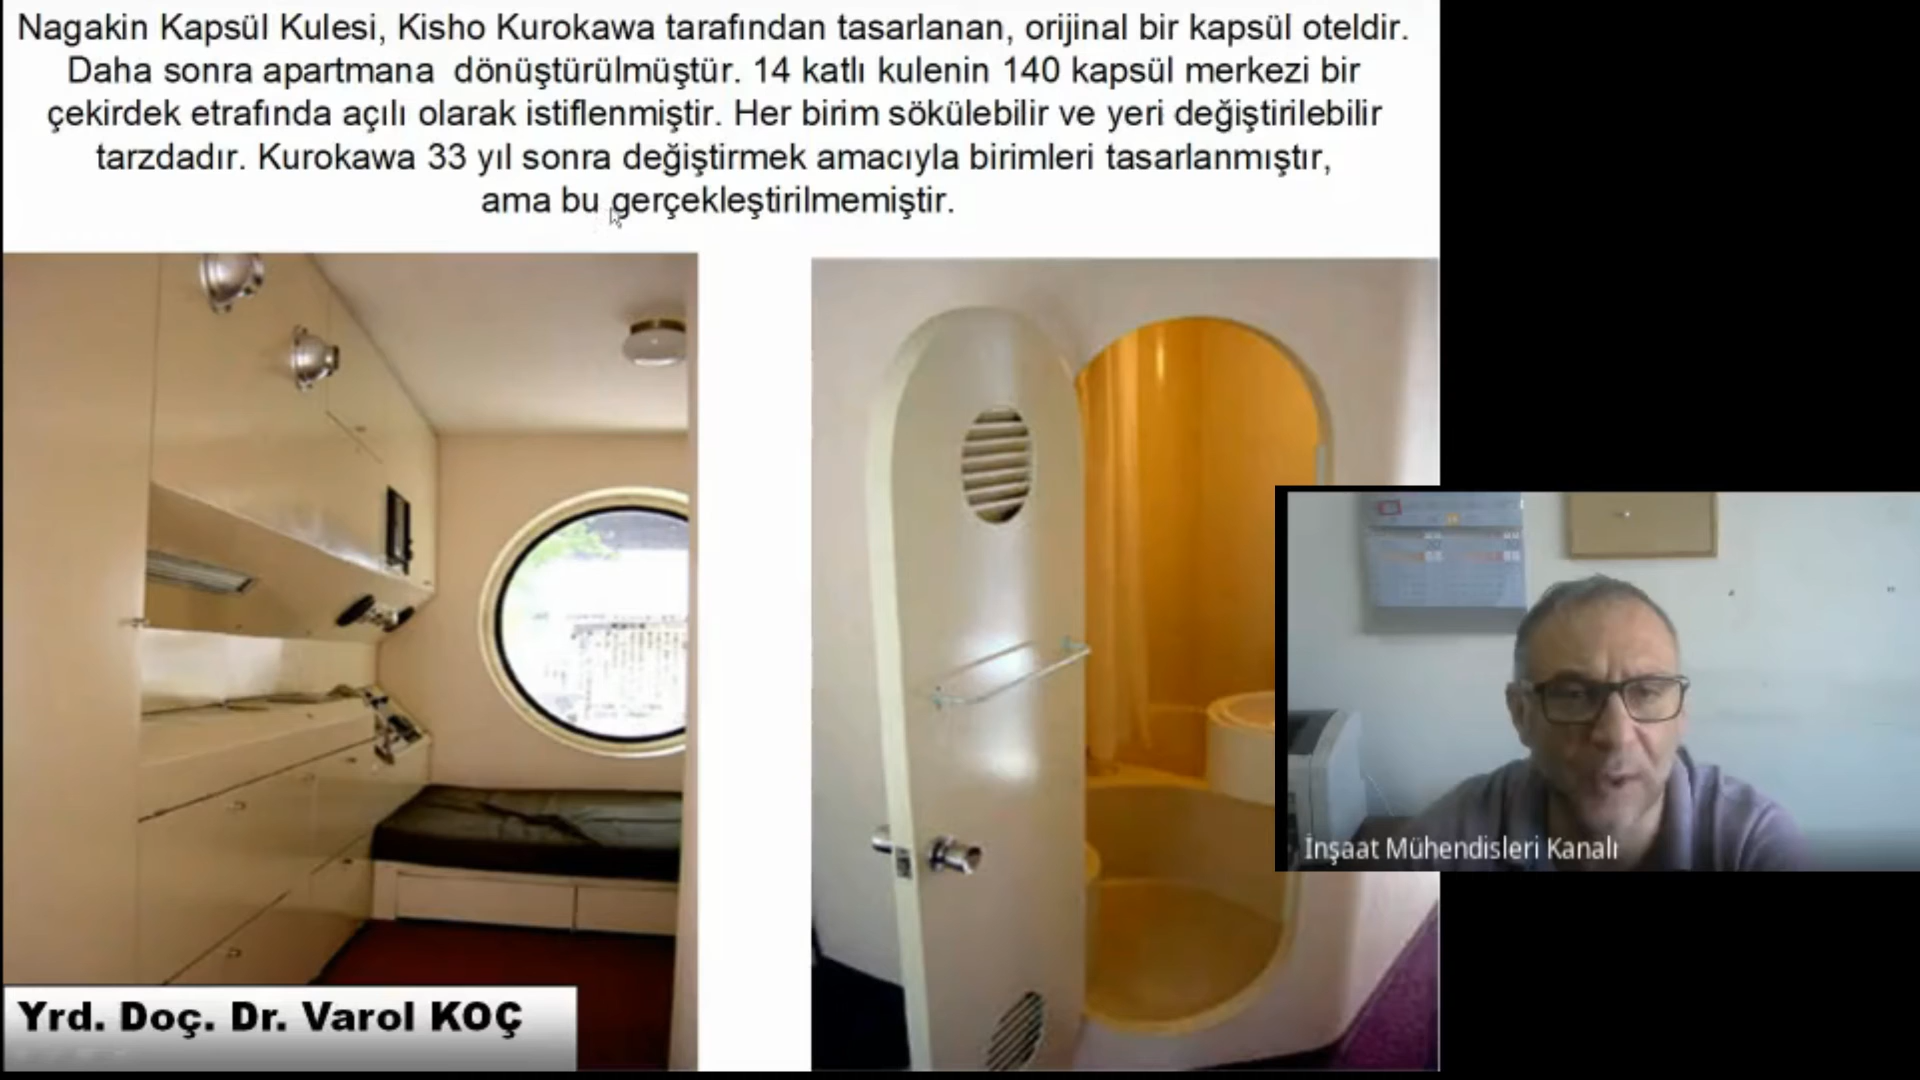 Nagakin Kapsül Kulesi, Kisho Kurokawa tarafından tasarlanan, orijinal bir kapsül oteldir.
Daha sonra apartmana dönüştürülmüştür. 14 katlı kulenin 140 kapsül merkezi bir
çekirdek etrafında açılı olarak istiflenmiştir. Her birim sökülebilir ve yeri değiştirilebilir
tarzdadır. Kurokawa 33 yıl sonra değiştirmek amacıyla birimleri tasarlanmıştır,
ama bu gerçekleştirilmemiştir.
İnşaat Mühendisleri Kanalı
Yrd. Doç. Dr. Varol KOÇ